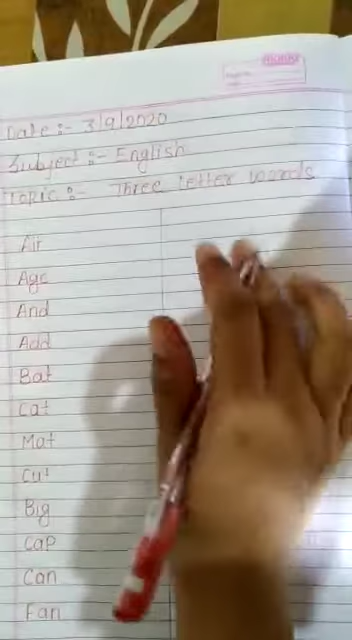 Date :- 3/9/2020
Subject :- English
Topic :- Three Letter words
Air
Age
And
Add
Bat
Cat
Mat
Cut
Big
Cap
Can
Fan